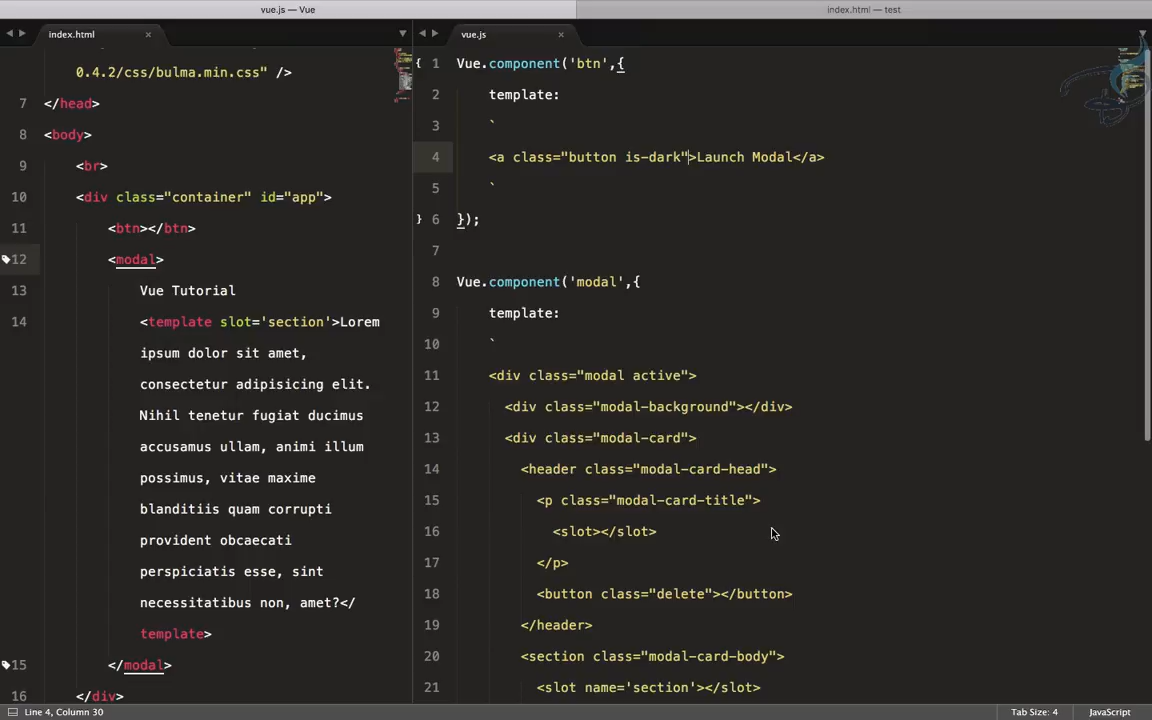 vue.js — Vue
index.html — test
index.html
0.4.2/css/bulma.min.css" />
7 </head>
8 <body>
9 <br>
10 <div class="container" id="app">
11 <btn></btn>
12 <modal>
13 Vue Tutorial
14 <template slot='section'>Lorem
ipsum dolor sit amet,
consectetur adipisicing elit.
Nihil tenetur fugiat ducimus
accusamus ullam, animi illum
possimus, vitae maxime
blanditiis quam corrupti
provident obcaecati
perspiciatis esse, sint
necessitatibus non, amet?</
template>
15 </modal>
16 </div>
vue.js
{ 1 Vue.component('btn',{
2 template:
3 `
4 <a class="button is-dark">Launch Modal</a>
5 `
} 6 });
7
8 Vue.component('modal',{
9 template:
10 `
11 <div class="modal active">
12 <div class="modal-background"></div>
13 <div class="modal-card">
14 <header class="modal-card-head">
15 <p class="modal-card-title">
16 <slot></slot>
17 </p>
18 <button class="delete"></button>
19 </header>
20 <section class="modal-card-body">
21 <slot name='section'></slot>
Line 4, Column 30
Tab Size: 4
JavaScript